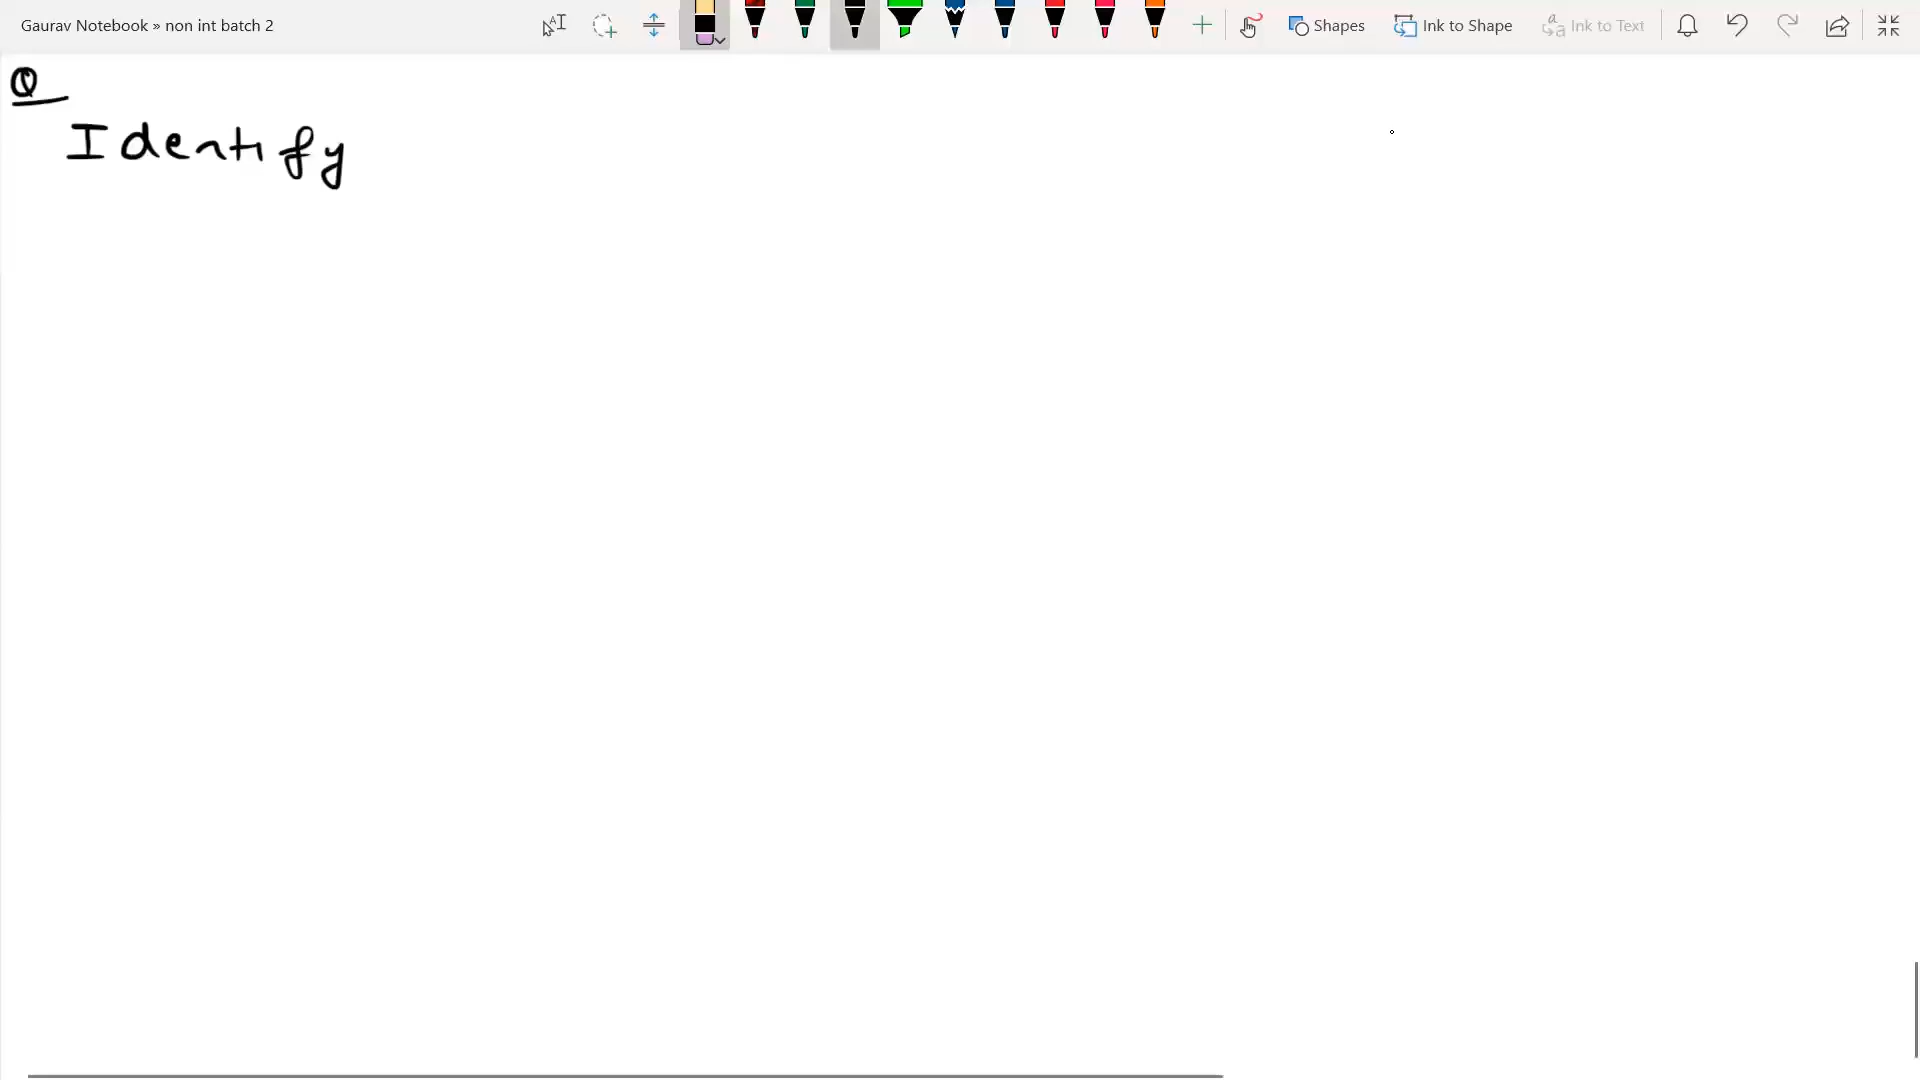 Gaurav Notebook » non int batch 2
Shapes
Ink to Shape
Ink to Text
Q
Identify